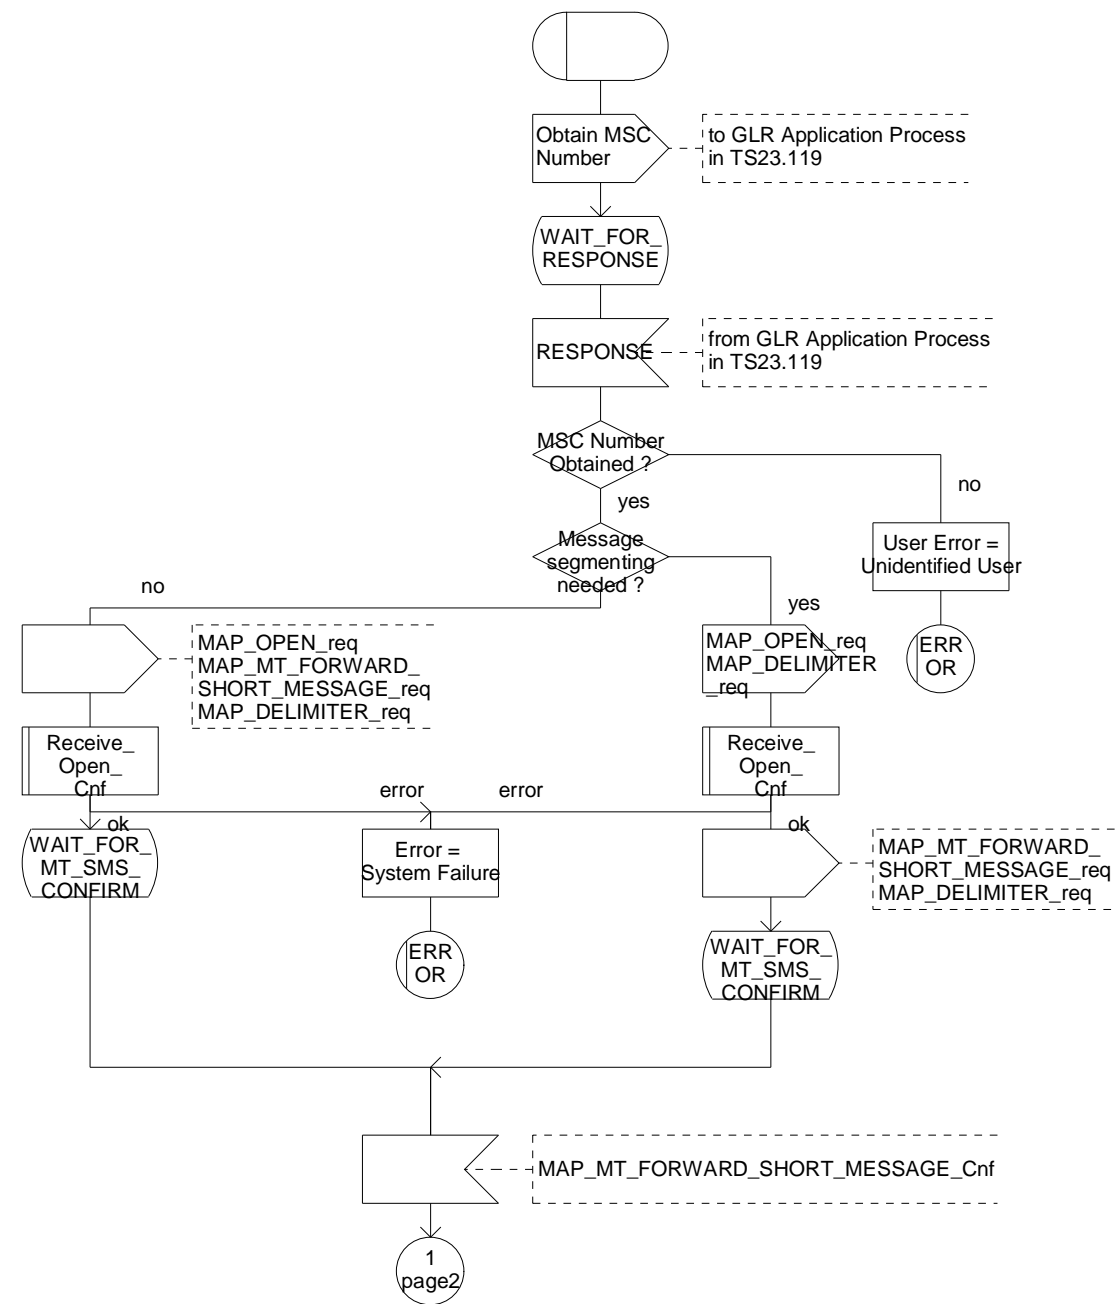 Obtain MSC
Number
to GLR Application Process
in TS23.119
WAIT_FOR_
RESPONSE
RESPONSE
from GLR Application Process
in TS23.119
MSC Number
Obtained ?
no
yes
User Error =
Unidentified User
Message
segmenting
needed ?
no
yes
ERR
OR
MAP_OPEN_req
MAP_MT_FORWARD_
SHORT_MESSAGE_req
MAP_DELIMITER_req
MAP_OPEN_req
MAP_DELIMITER
_req
Receive_
Open_
Cnf
Receive_
Open_
Cnf
error
error
ok
ok
WAIT_FOR_
MT_SMS_
CONFIRM
Error =
System Failure
MAP_MT_FORWARD_
SHORT_MESSAGE_req
MAP_DELIMITER_req
ERR
OR
WAIT_FOR_
MT_SMS_
CONFIRM
MAP_MT_FORWARD_SHORT_MESSAGE_Cnf
1
page2